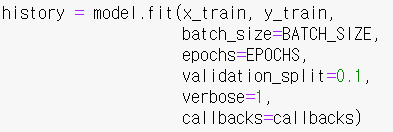 history = model.fit(x_train, y_train,
batch_size=BATCH_SIZE,
epochs=EPOCHS,
validation_split=0.1,
verbose=1,
callbacks=callbacks)